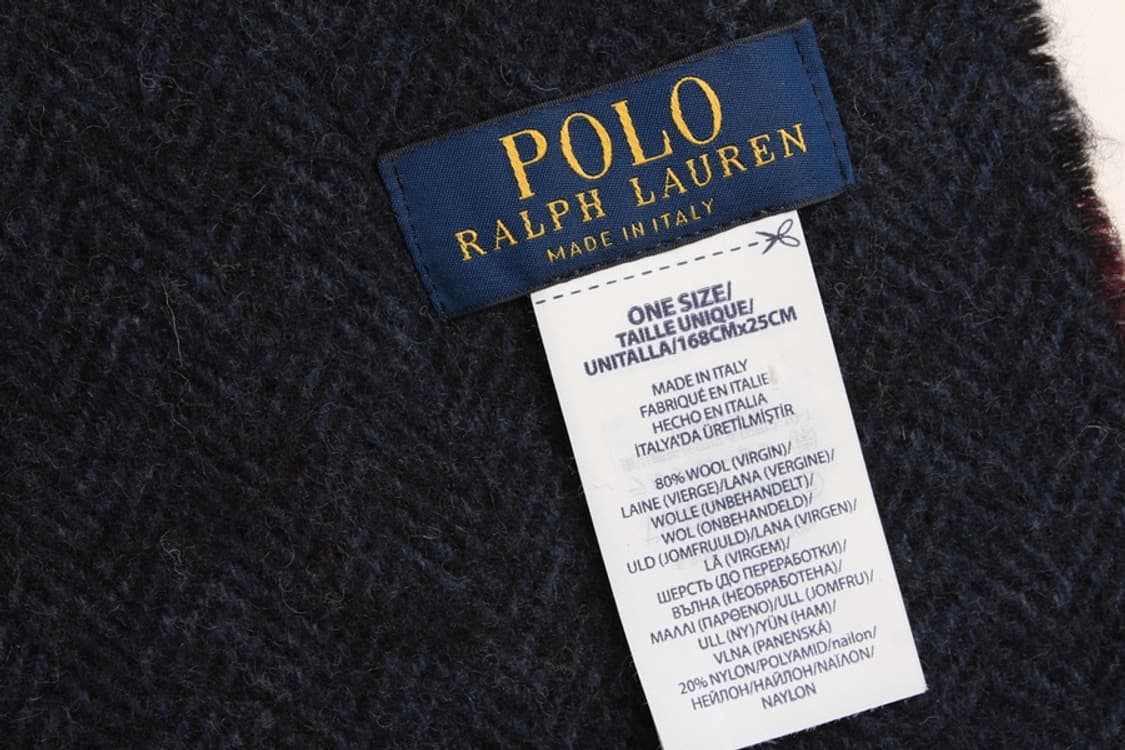 POLO
RALPH LAUREN
MADE IN ITALY
ONE SIZE/
TAILLE UNIQUE/
UNITALLA/168CMx25CM
MADE IN ITALY
FABRIQUÉ EN ITALIE
HECHO EN ITALIA
İTALYA'DA ÜRETİLMİŞTİR
80% WOOL (VIRGIN)/
LAINE (VIERGE)/LANA (VERGINE)/
WOLLE (UNBEHANDELT)/
WOL (ONBEHANDELD)/
ULD (JOMFRUULD)/LANA (VIRGEN)/
LÃ (VIRGEM)/
ШЕРСТЬ (ДО ПЕРЕРАБОТКИ)/
ВЪЛНА (НЕОБРАБОТЕНА)/
ΜΑΛΛΙ (ΠΑΡΘΕΝΟ)/ULL (JOMFRU)/
ULL (NY)/YÜN (HAM)/
VLNA (PANENSKÁ)
20% NYLON/POLYAMID/nailon/
НЕЙЛОН/НАЙЛОН/ΝΑΪΛΟΝ/
NAYLON